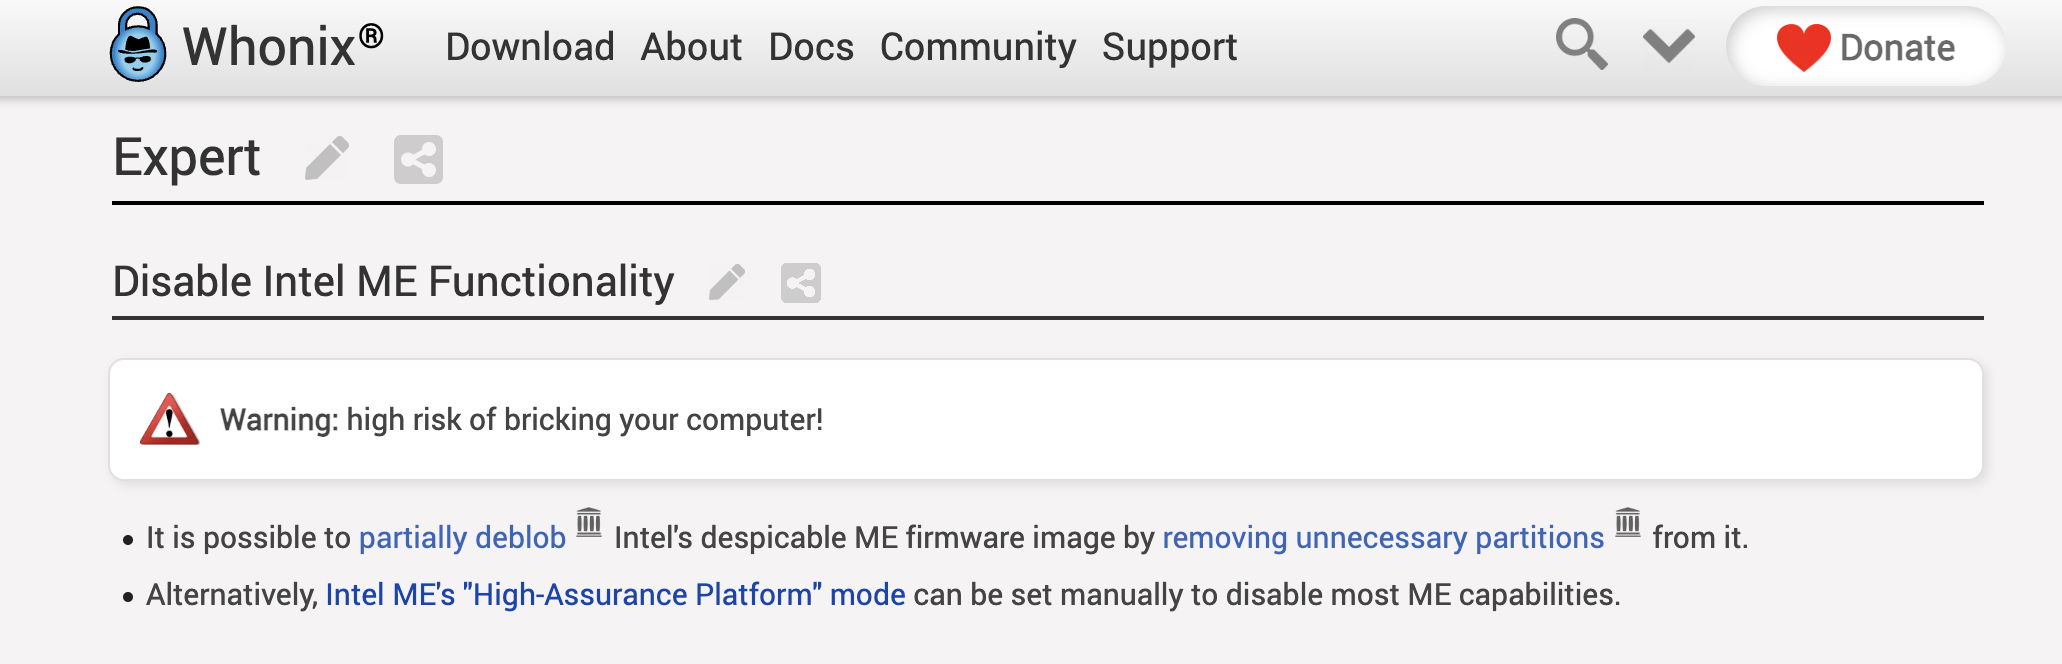 Whonix® Download About Docs Community Support Donate
Expert
Disable Intel ME Functionality
Warning: high risk of bricking your computer!
• It is possible to partially deblob Intel's despicable ME firmware image by removing unnecessary partitions from it.
• Alternatively, Intel ME's "High-Assurance Platform" mode can be set manually to disable most ME capabilities.